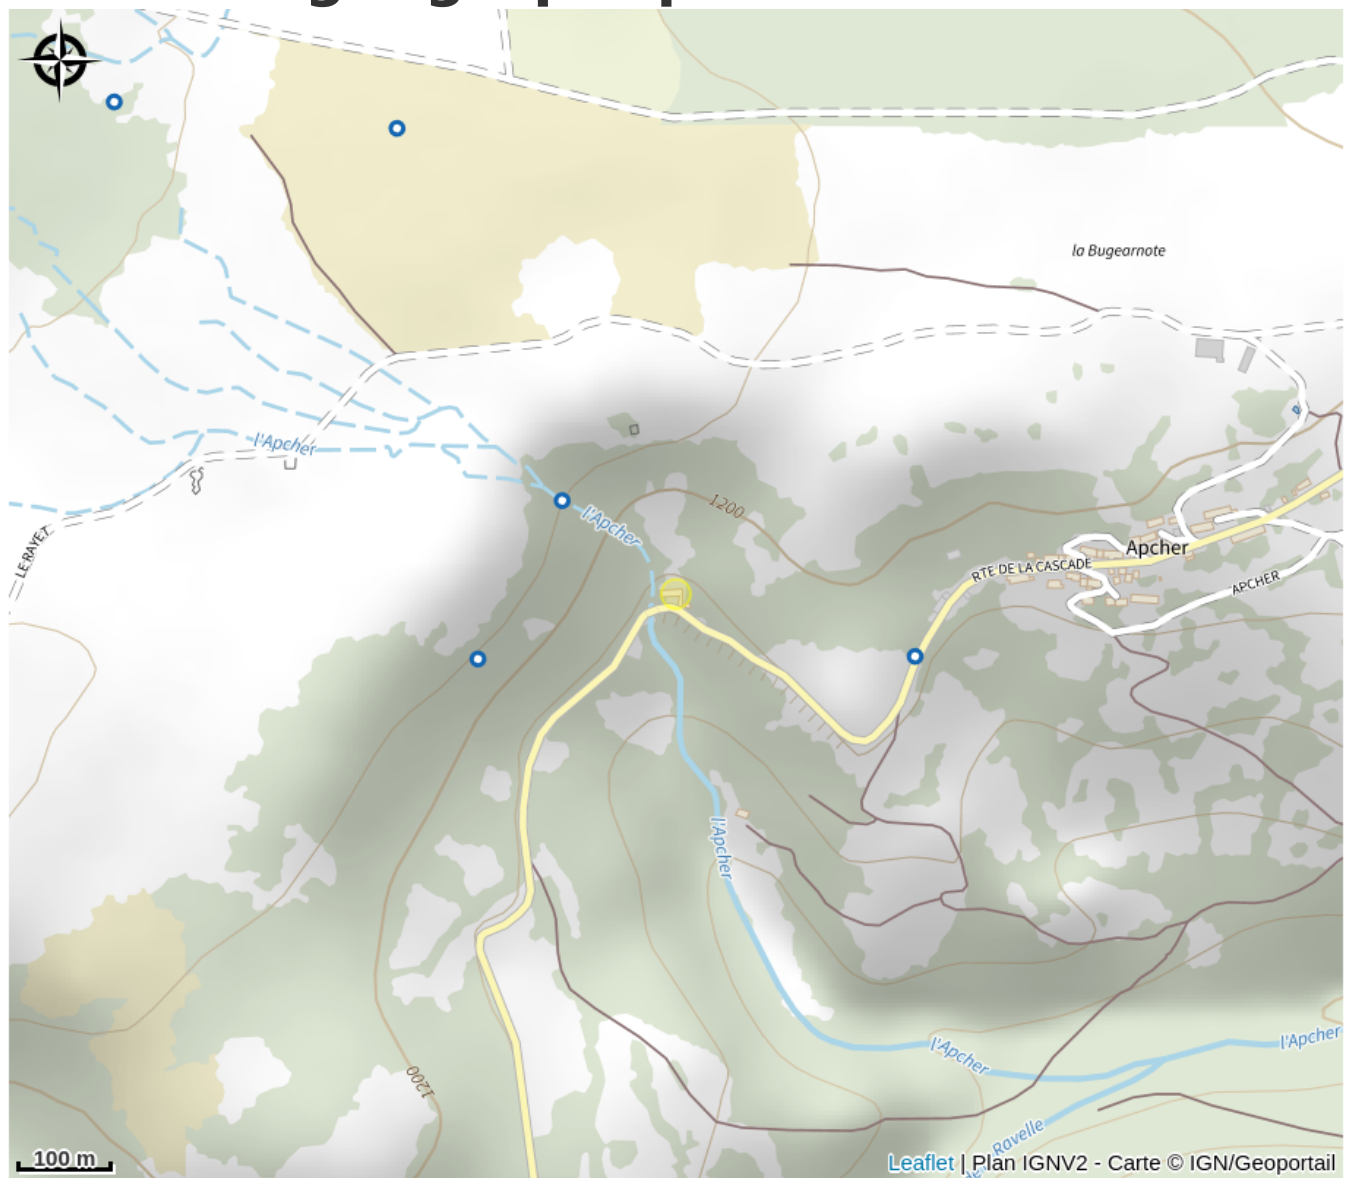 la Bugearnote
l'Apcher
1200
l'Apcher
LE RAYET
Apcher
RTE DE LA CASCADE
APCHER
l'Apcher
l'Apcher
l'Apcher
1200
Ravelle
100 m
Leaflet | Plan IGNV2 - Carte © IGN/Geoportail